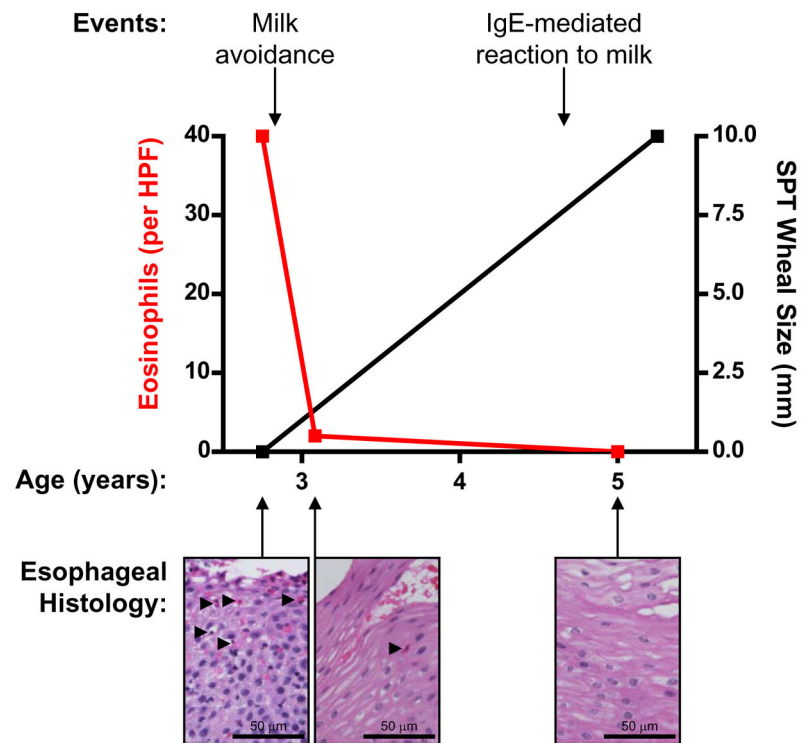 Events:
Milk
avoidance
IgE-mediated
reaction to milk
Eosinophils (per HPF)
40
30
20
10
0
10.0
7.5
5.0
2.5
0.0
SPT Wheal Size (mm)
Age (years):
3
4
5
Esophageal
Histology:
50 μm
50 μm
50 μm